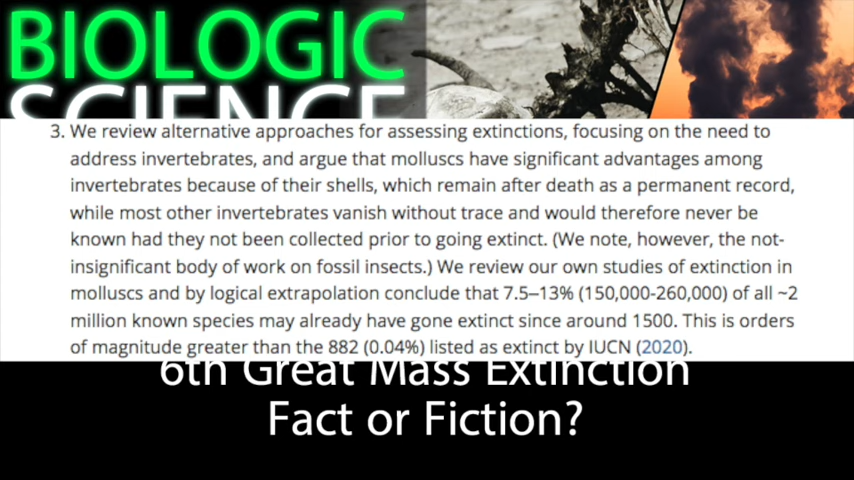 BIOLOGIC
SCIENCE
3. We review alternative approaches for assessing extinctions, focusing on the need to
address invertebrates, and argue that molluscs have significant advantages among
invertebrates because of their shells, which remain after death as a permanent record,
while most other invertebrates vanish without trace and would therefore never be
known had they not been collected prior to going extinct. (We note, however, the not-
insignificant body of work on fossil insects.) We review our own studies of extinction in
molluscs and by logical extrapolation conclude that 7.5–13% (150,000-260,000) of all ~2
million known species may already have gone extinct since around 1500. This is orders
of magnitude greater than the 882 (0.04%) listed as extinct by IUCN (2020).
6th Great Mass Extinction
Fact or Fiction?